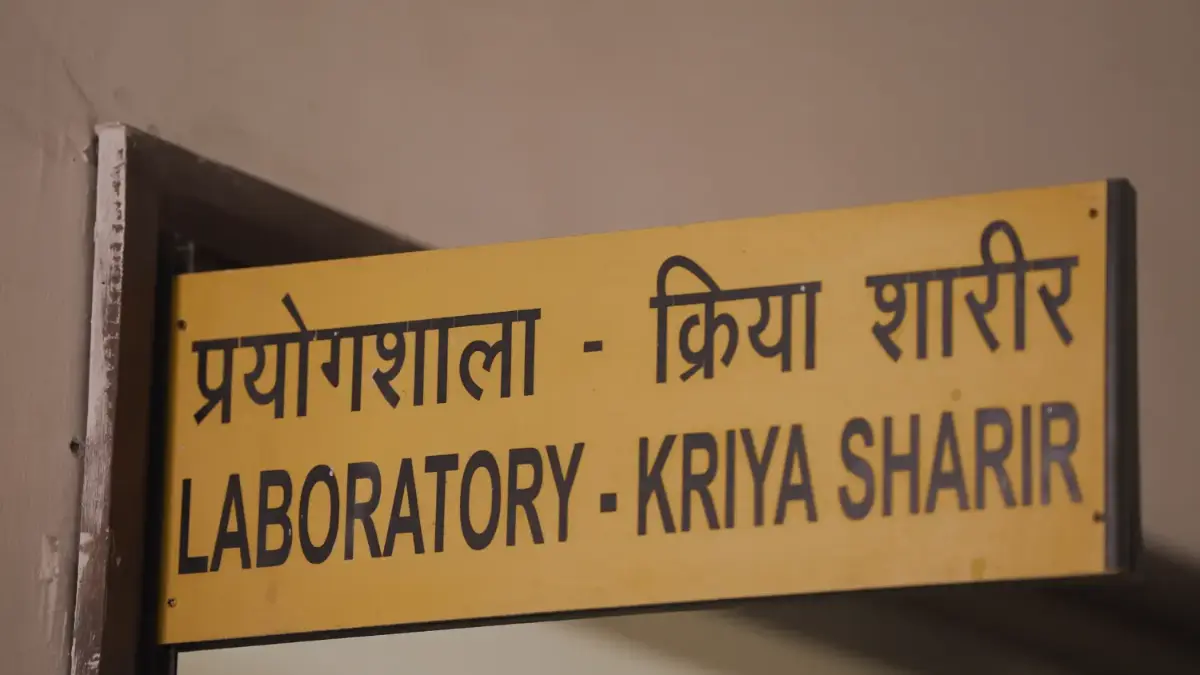 प्रयोगशाला - क्रिया शारीर
LABORATORY - KRIYA SHARIR